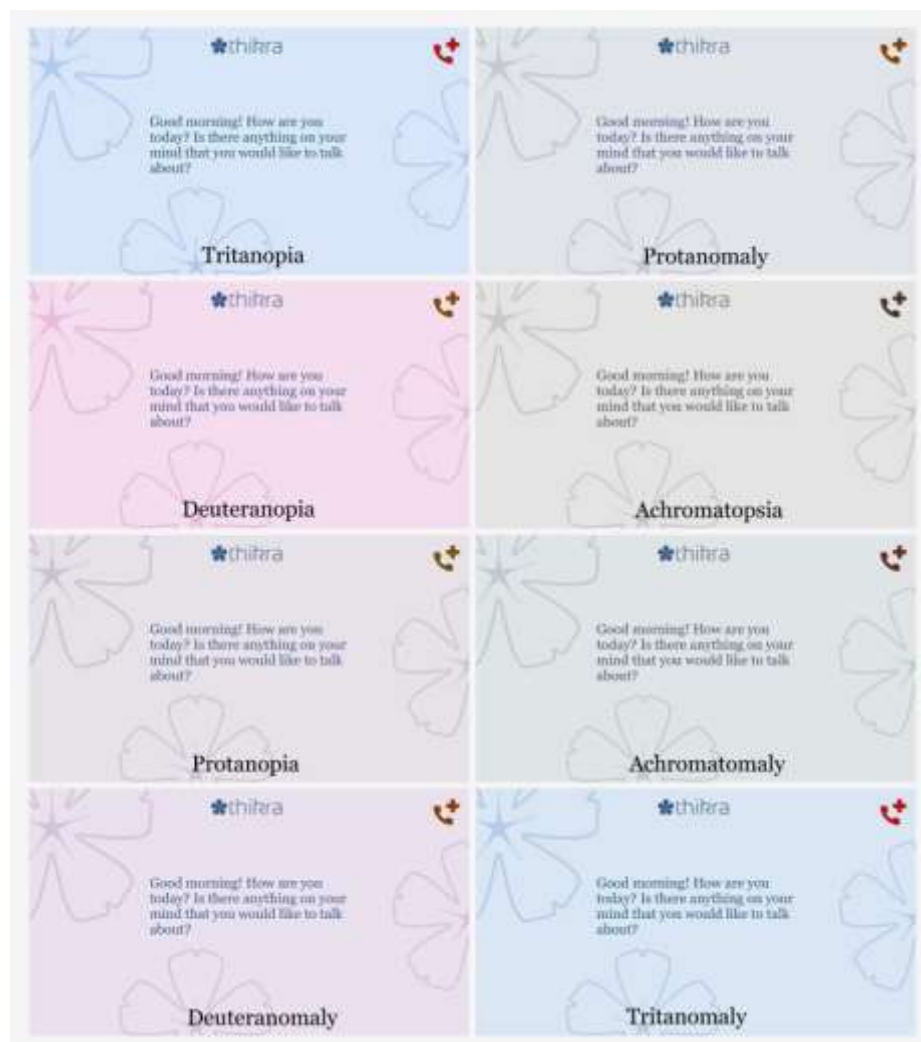 thikra
Good morning! How are you
today? Is there anything on your
mind that you would like to talk
about?
Tritanopia
thikra
Good morning! How are you
today? Is there anything on your
mind that you would like to talk
about?
Protanomaly
thikra
Good morning! How are you
today? Is there anything on your
mind that you would like to talk
about?
Deuteranopia
thikra
Good morning! How are you
today? Is there anything on your
mind that you would like to talk
about?
Achromatopsia
thikra
Good morning! How are you
today? Is there anything on your
mind that you would like to talk
about?
Protanopia
thikra
Good morning! How are you
today? Is there anything on your
mind that you would like to talk
about?
Achromatomaly
thikra
Good morning! How are you
today? Is there anything on your
mind that you would like to talk
about?
Deuteranomaly
thikra
Good morning! How are you
today? Is there anything on your
mind that you would like to talk
about?
Tritanomaly